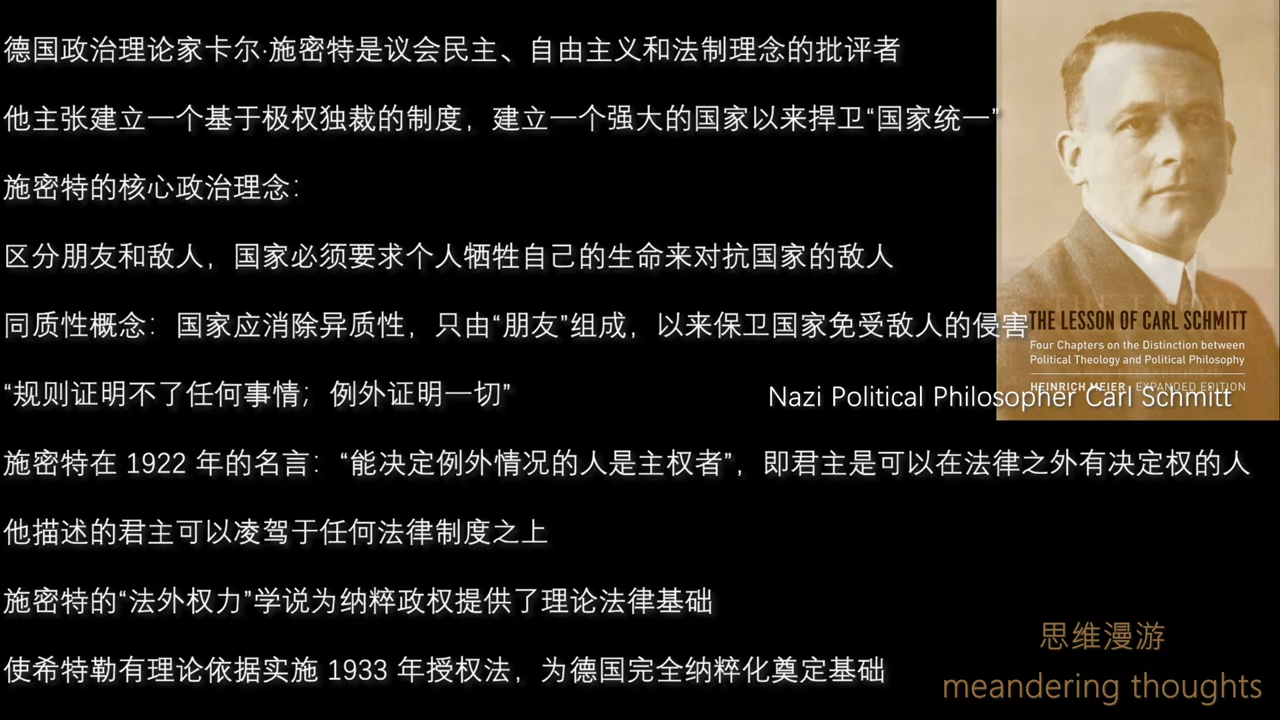 德国政治理论家卡尔·施密特是议会民主、自由主义和法制理念的批评者
他主张建立一个基于极权独裁的制度，建立一个强大的国家以来捍卫“国家统一”
施密特的核心政治理念：
区分朋友和敌人，国家必须要求个人牺牲自己的生命来对抗国家的敌人
同质性概念：国家应消除异质性，只由“朋友”组成，以来保卫国家免受敌人的侵害
THE LESSON OF CARL SCHMITT
Four Chapters on the Distinction between
Political Theology and Political Philosophy
HEINRICH MEIER EXPANDED EDITION
“规则证明不了任何事情；例外证明一切”
Nazi Political Philosopher Carl Schmitt
施密特在 1922 年的名言：“能决定例外情况的人是主权者”，即君主是可以在法律之外有决定权的人
他描述的君主可以凌驾于任何法律制度之上
施密特的“法外权力”学说为纳粹政权提供了理论法律基础
使希特勒有理论依据实施 1933 年授权法，为德国完全纳粹化奠定基础
思维漫游
meandering thoughts